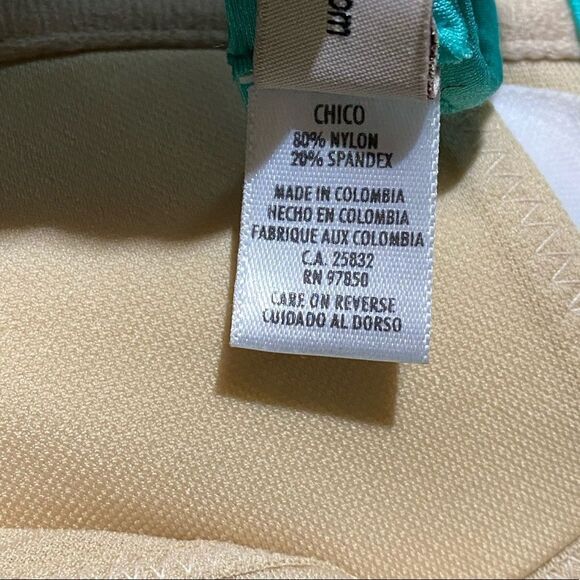 om
CHICO
80% NYLON
20% SPANDEX
MADE IN COLOMBIA
HECHO EN COLOMBIA
FABRIQUE AUX COLOMBIA
C.A. 25832
RN 97850
CARE ON REVERSE
CUIDADO AL DORSO